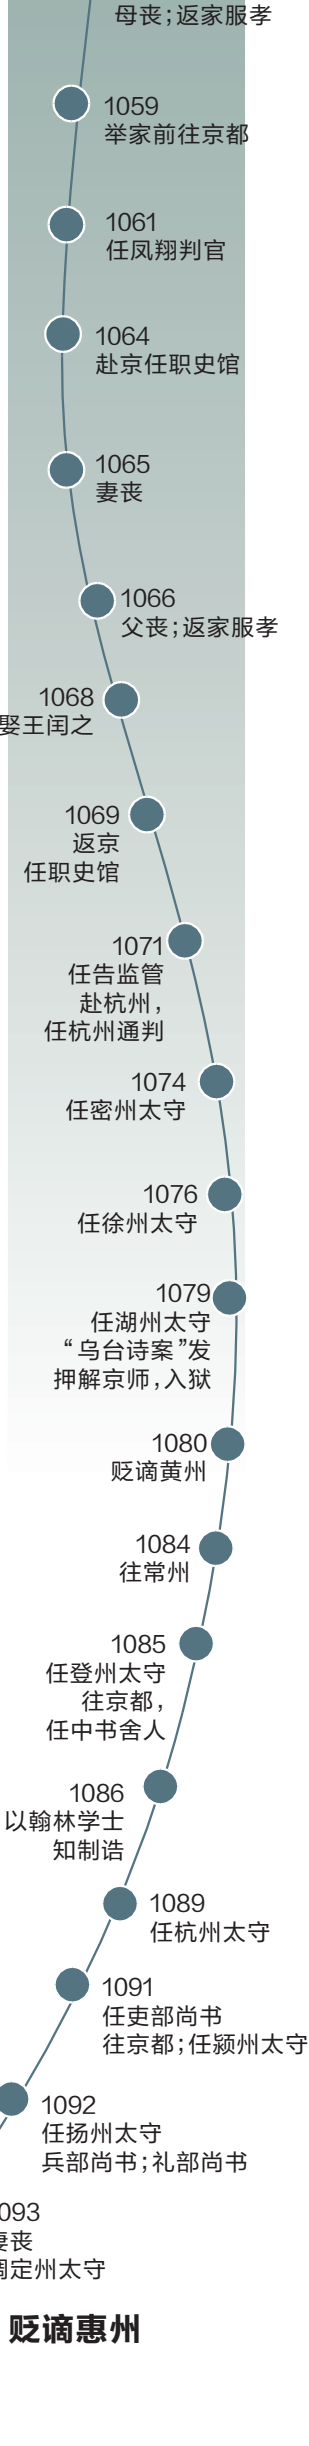 母丧；返家服孝
1059
举家前往京都
1061
任凤翔判官
1064
赴京任职史馆
1065
妻丧
1066
父丧；返家服孝
1068
娶王闰之
1069
返京
任职史馆
1071
任告监管
赴杭州，
任杭州通判
1074
任密州太守
1076
任徐州太守
1079
任湖州太守
“乌台诗案”发
押解京师，入狱
1080
贬谪黄州
1084
往常州
1085
任登州太守
往京都，
任中书舍人
1086
以翰林学士
知制诰
1089
任杭州太守
1091
任吏部尚书
往京都；任颍州太守
1092
任扬州太守
兵部尚书；礼部尚书
093
妻丧
调定州太守
贬谪惠州